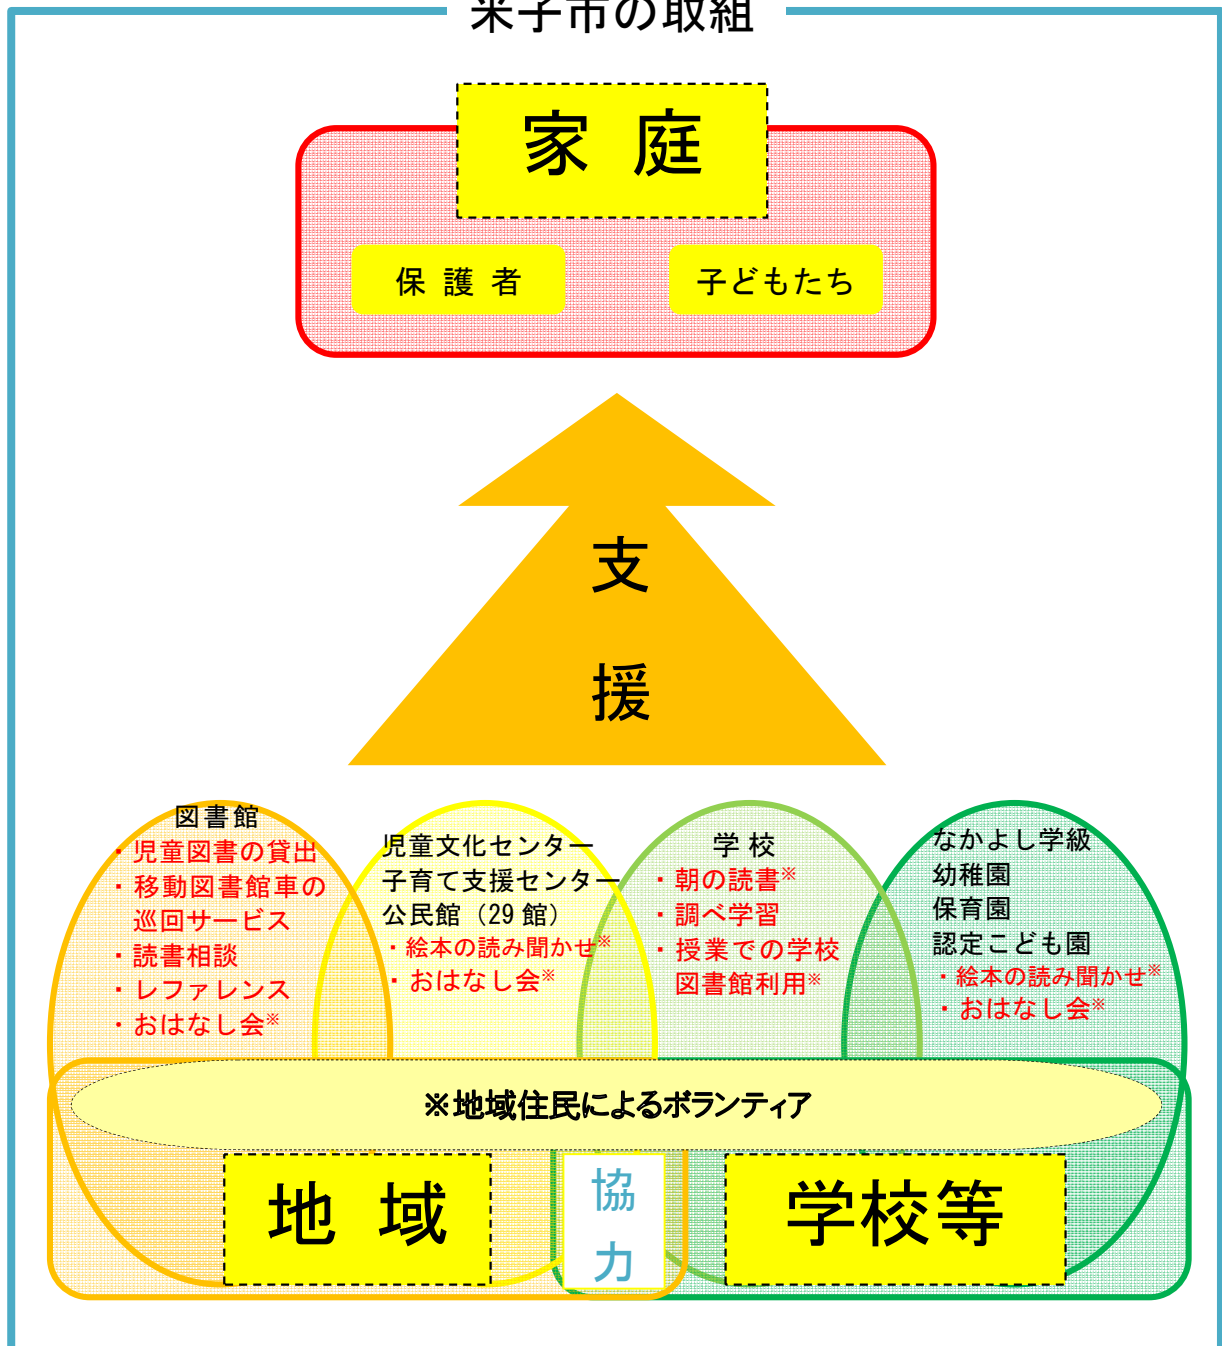 米子市の取組
家庭
保護者
子どもたち
支
援
図書館
・児童図書の貸出
・移動図書館車の
巡回サービス
・読書相談
・レファレンス
・おはなし会※
児童文化センター
子育て支援センター
公民館（29館）
・絵本の読み聞かせ※
・おはなし会※
学校
・朝の読書※
・調べ学習
・授業での学校
図書館利用※
なかよし学級
幼稚園
保育園
認定こども園
・絵本の読み聞かせ※
・おはなし会※
※地域住民によるボランティア
地域
協
力
学校等